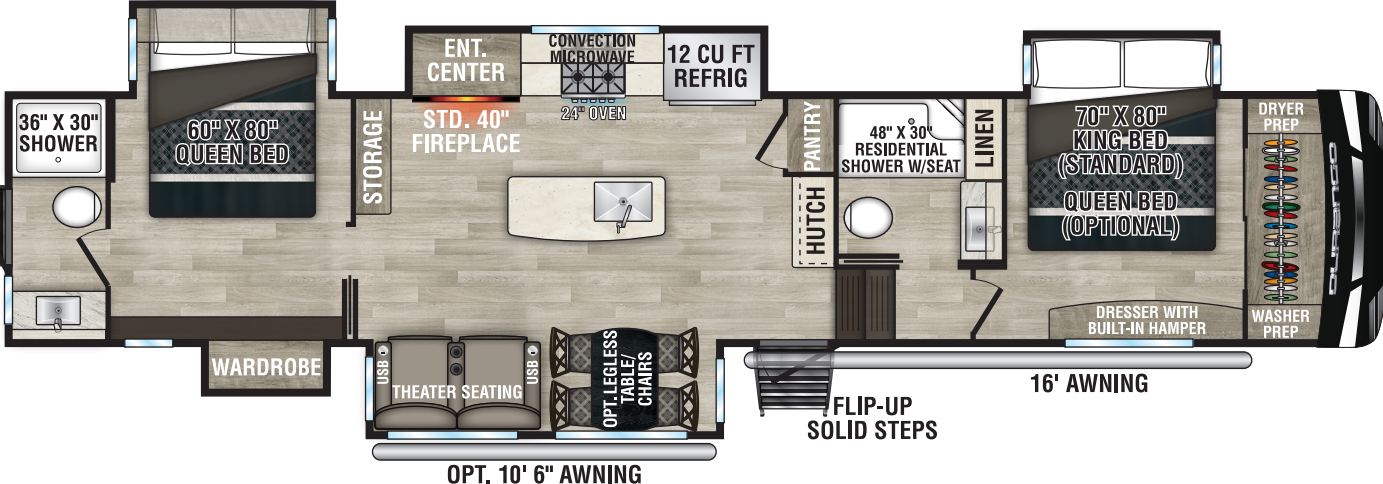 36" X 30"
SHOWER
60" X 80"
QUEEN BED
STORAGE
ENT.
CENTER
STD. 40"
FIREPLACE
CONVECTION
MICROWAVE
24" OVEN
12 CU FT
REFRIG
PANTRY
HUTCH
48" X 30"
RESIDENTIAL
SHOWER W/SEAT
LINEN
70" X 80"
KING BED
(STANDARD)
QUEEN BED
(OPTIONAL)
DRYER
PREP
DURANGO
WASHER
PREP
DRESSER WITH
BUILT-IN HAMPER
WARDROBE
USB
THEATER SEATING
USB
OPT. LEGLESS
TABLE/
CHAIRS
16' AWNING
FLIP-UP
SOLID STEPS
OPT. 10' 6" AWNING